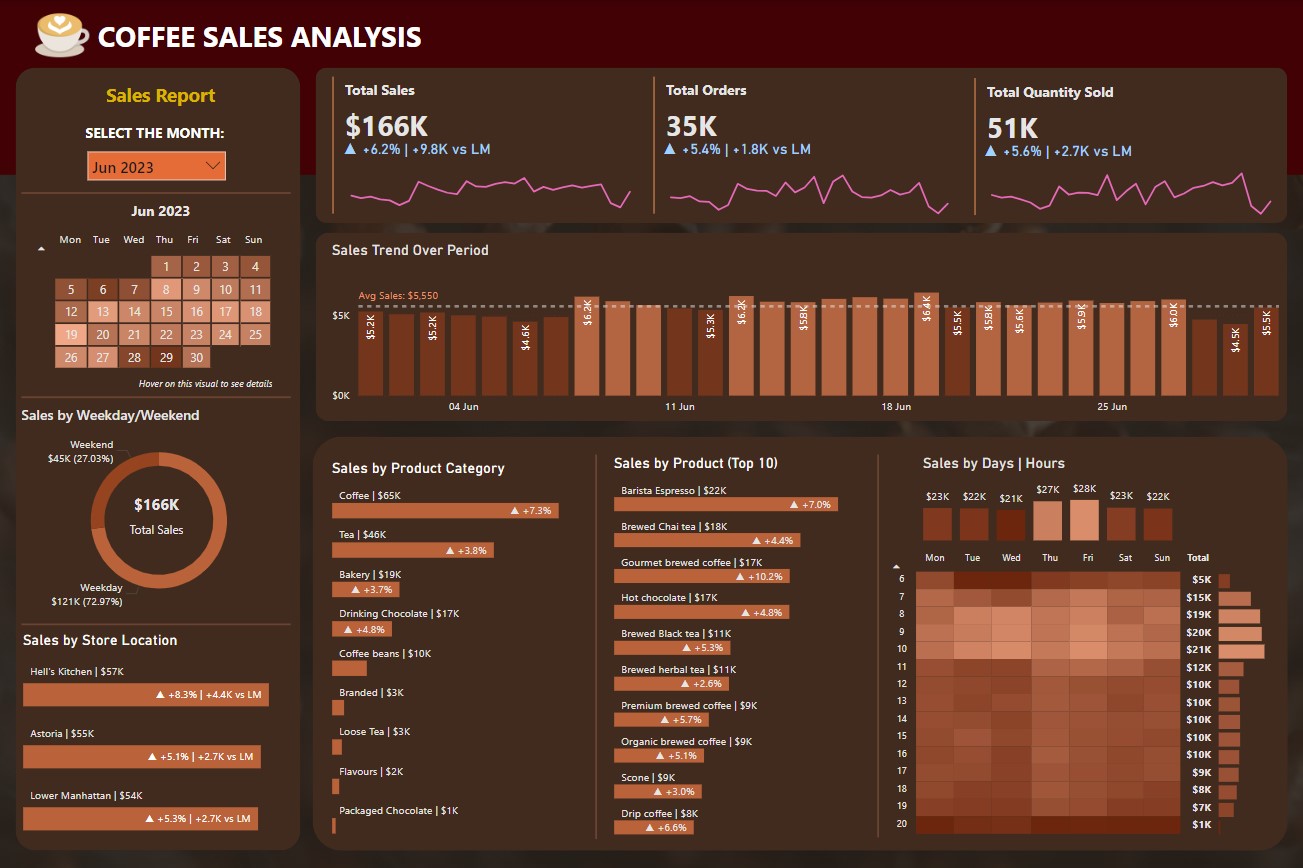 COFFEE SALES ANALYSIS
Sales Report
SELECT THE MONTH:
Jun 2023
Jun 2023
Mon Tue Wed Thu Fri Sat Sun
1 2 3 4
5 6 7 8 9 10 11
12 13 14 15 16 17 18
19 20 21 22 23 24 25
26 27 28 29 30
Hover on this visual to see details
Sales by Weekday/Weekend
Weekend
$45K (27.03%)
$166K
Total Sales
Weekday
$121K (72.97%)
Sales by Store Location
Hell's Kitchen | $57K
▲ +8.3% | +4.4K vs LM
Astoria | $55K
▲ +5.1% | +2.7K vs LM
Lower Manhattan | $54K
▲ +5.3% | +2.7K vs LM
Total Sales
$166K
▲ +6.2% | +9.8K vs LM
Total Orders
35K
▲ +5.4% | +1.8K vs LM
Total Quantity Sold
51K
▲ +5.6% | +2.7K vs LM
Sales Trend Over Period
Avg Sales: $5,550
$5K
$0K
$5.2K $5.2K $4.6K $6.2K $5.3K $6.2K $5.8K $6.4K $5.5K $5.8K $5.6K $5.9K $6.0K $4.5K $5.5K
04 Jun 11 Jun 18 Jun 25 Jun
Sales by Product Category
Coffee | $65K
▲ +7.3%
Tea | $46K
▲ +3.8%
Bakery | $19K
▲ +3.7%
Drinking Chocolate | $17K
▲ +4.8%
Coffee beans | $10K
Branded | $3K
Loose Tea | $3K
Flavours | $2K
Packaged Chocolate | $1K
Sales by Product (Top 10)
Barista Espresso | $22K
▲ +7.0%
Brewed Chai tea | $18K
▲ +4.4%
Gourmet brewed coffee | $17K
▲ +10.2%
Hot chocolate | $17K
▲ +4.8%
Brewed Black tea | $11K
▲ +5.3%
Brewed herbal tea | $11K
▲ +2.6%
Premium brewed coffee | $9K
▲ +5.7%
Organic brewed coffee | $9K
▲ +5.1%
Scone | $9K
▲ +3.0%
Drip coffee | $8K
▲ +6.6%
Sales by Days | Hours
$23K $22K $21K $27K $28K $23K $22K
Mon Tue Wed Thu Fri Sat Sun Total
6 $5K
7 $15K
8 $19K
9 $20K
10 $21K
11 $12K
12 $10K
13 $10K
14 $10K
15 $10K
16 $10K
17 $9K
18 $8K
19 $7K
20 $1K